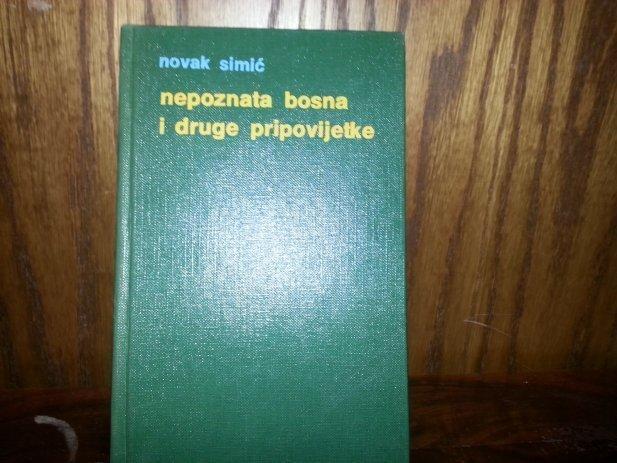 novak simić
nepoznata bosna
i druge pripovijetke